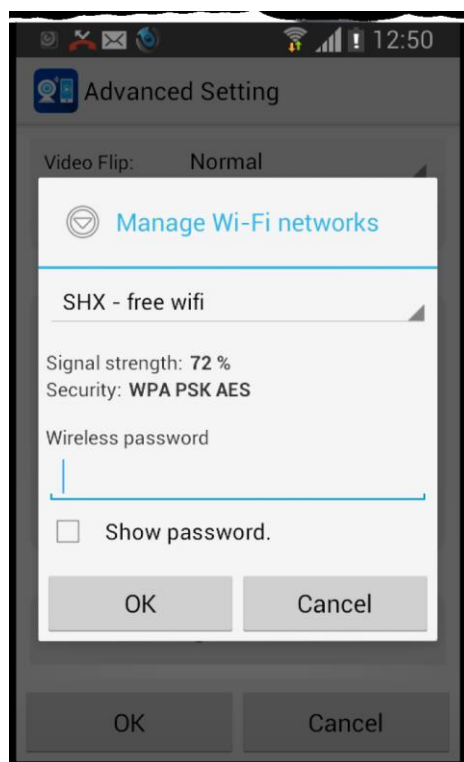 12:50
Advanced Setting
Video Flip: Normal
Manage Wi-Fi networks
SHX - free wifi
Signal strength: 72 %
Security: WPA PSK AES
Wireless password
Show password.
OK Cancel
OK Cancel